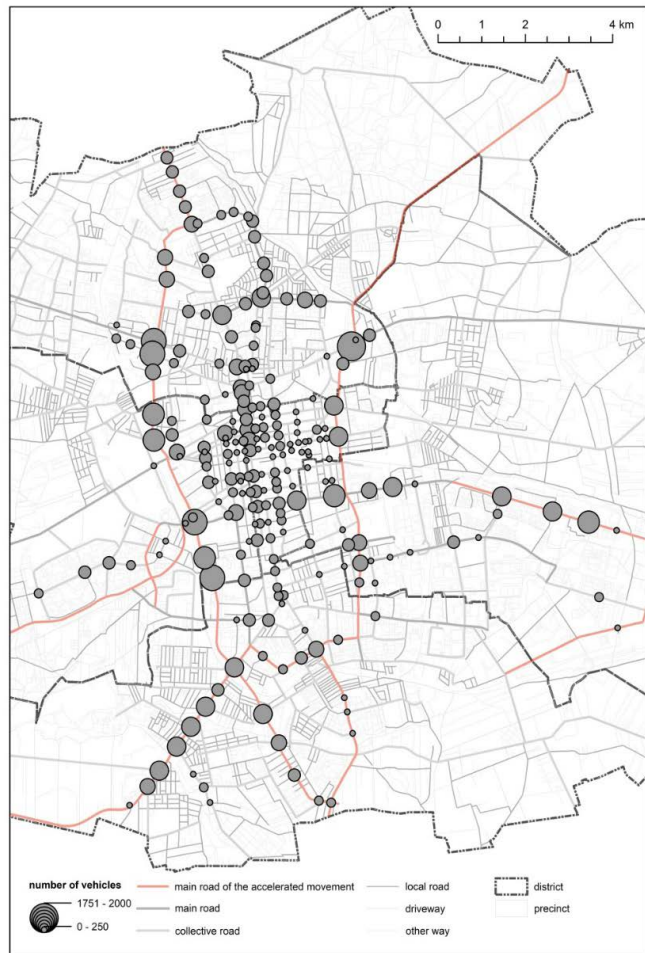 0 1 2 4 km
number of vehicles
1751 - 2000
0 - 250
main road of the accelerated movement
main road
collective road
local road
driveway
other way
district
precinct